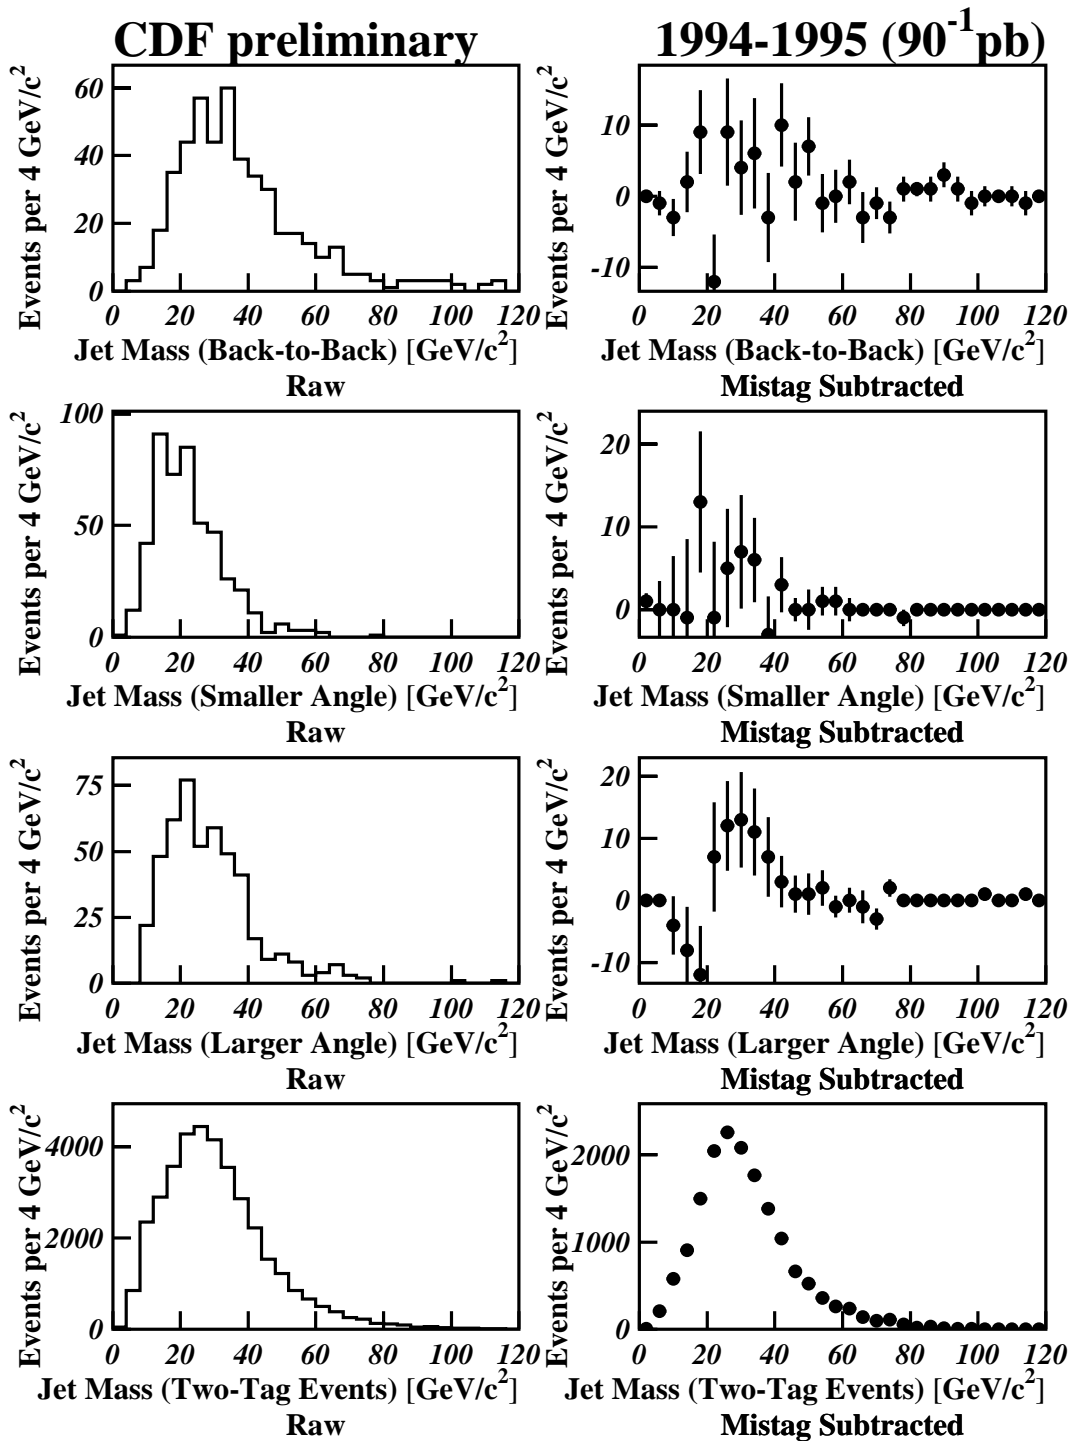 CDF preliminary
1994-1995 (90⁻¹pb)
Events per 4 GeV/c²
60
40
20
0
0 20 40 60 80 100 120
Jet Mass (Back-to-Back) [GeV/c²]
Raw
Events per 4 GeV/c²
10
0
-10
0 20 40 60 80 100 120
Jet Mass (Back-to-Back) [GeV/c²]
Mistag Subtracted
Events per 4 GeV/c²
100
50
0
0 20 40 60 80 100 120
Jet Mass (Smaller Angle) [GeV/c²]
Raw
Events per 4 GeV/c²
20
10
0
0 20 40 60 80 100 120
Jet Mass (Smaller Angle) [GeV/c²]
Mistag Subtracted
Events per 4 GeV/c²
75
50
25
0
0 20 40 60 80 100 120
Jet Mass (Larger Angle) [GeV/c²]
Raw
Events per 4 GeV/c²
20
10
0
-10
0 20 40 60 80 100 120
Jet Mass (Larger Angle) [GeV/c²]
Mistag Subtracted
Events per 4 GeV/c²
4000
2000
0
0 20 40 60 80 100 120
Jet Mass (Two-Tag Events) [GeV/c²]
Raw
Events per 4 GeV/c²
2000
1000
0
0 20 40 60 80 100 120
Jet Mass (Two-Tag Events) [GeV/c²]
Mistag Subtracted